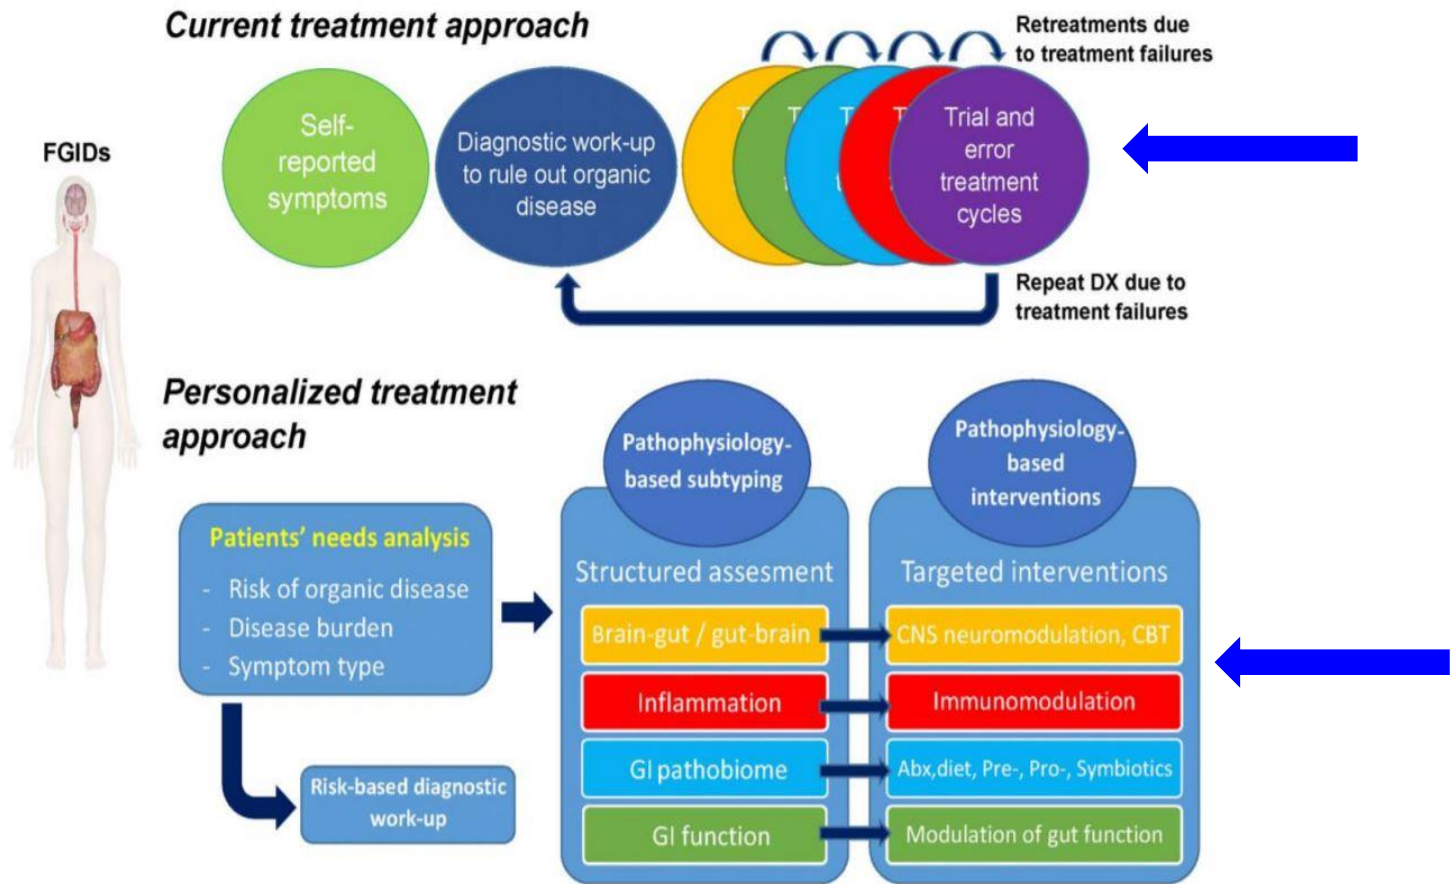 Current treatment approach
Retreatments due
to treatment failures
FGIDs
Self-
reported
symptoms
Diagnostic work-up
to rule out organic
disease
T
T
T
T
Trial and
error
treatment
cycles
Repeat DX due to
treatment failures
Personalized treatment
approach
Patients' needs analysis
- Risk of organic disease
- Disease burden
- Symptom type
Risk-based diagnostic
work-up
Pathophysiology-
based subtyping
Structured assesment
Brain-gut / gut-brain
Inflammation
GI pathobiome
GI function
Pathophysiology-
based
interventions
Targeted interventions
CNS neuromodulation, CBT
Immunomodulation
Abx,diet, Pre-, Pro-, Symbiotics
Modulation of gut function